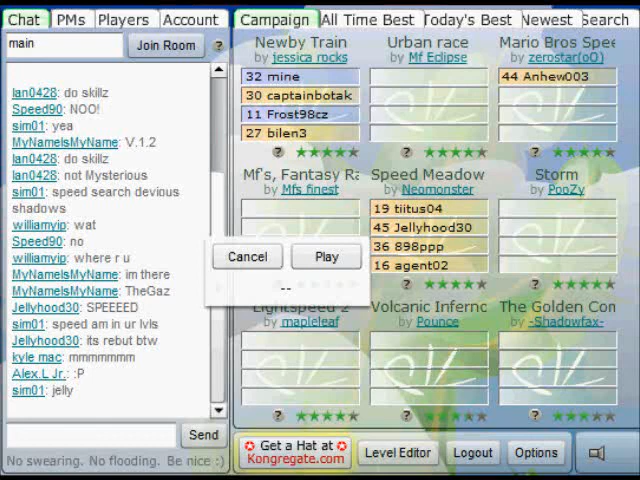 Chat PMs Players Account
main Join Room ?
Ian0428: do skillz
Speed90: NOO!
sim01: yea
MyNameIsMyName: V.1.2
Ian0428: do skillz
Ian0428: not Mysterious
sim01: speed search devious
shadows
williamyip: wat
Speed90: no
williamyip: where r u
MyNameIsMyName: im there
MyNameIsMyName: TheGaz
Jellyhood30: SPEEEED
sim01: speed am in ur lvls
Jellyhood30: its rebut btw
kyle mac: mmmmmmm
Alex.L Jr.: :P
sim01: jelly
Send
No swearing. No flooding. Be nice :)
Campaign All Time Best Today's Best Newest Search
Newby Train
by jessica rocks
32 mine
30 captainbotak
11 Frost98cz
27 bilen3
?
Urban race
by Mf Eclipse
?
Mario Bros Spee
by zerostar(oO)
44 Anhew003
?
Mf's, Fantasy Ra
by Mfs finest
Speed Meadow
by Neomonster
19 tiitus04
45 Jellyhood30
36 898ppp
16 agent02
?
Storm
by PooZy
?
Cancel Play
--
Lightspeed 2
by mapleleaf
?
Volcanic Inferno
by Pounce
?
The Golden Com
by -Shadowfax-
?
Get a Hat at
Kongregate.com
Level Editor Logout Options